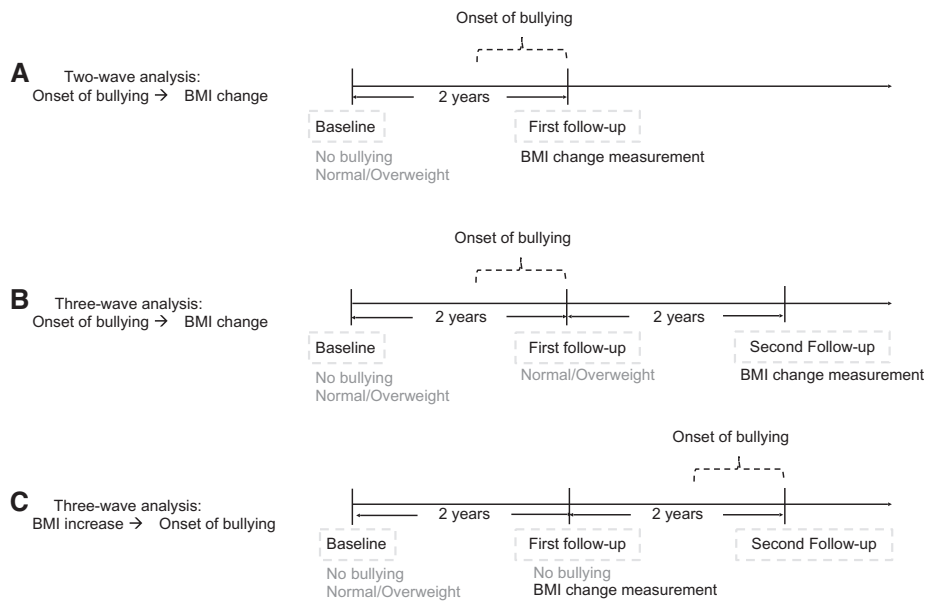 Onset of bullying
A
Two-wave analysis:
Onset of bullying → BMI change
2 years
Baseline
First follow-up
No bullying
Normal/Overweight
BMI change measurement
Onset of bullying
B
Three-wave analysis:
Onset of bullying → BMI change
2 years
2 years
Baseline
First follow-up
Second Follow-up
No bullying
Normal/Overweight
Normal/Overweight
BMI change measurement
Onset of bullying
C
Three-wave analysis:
BMI increase → Onset of bullying
2 years
2 years
Baseline
First follow-up
Second Follow-up
No bullying
Normal/Overweight
No bullying
BMI change measurement